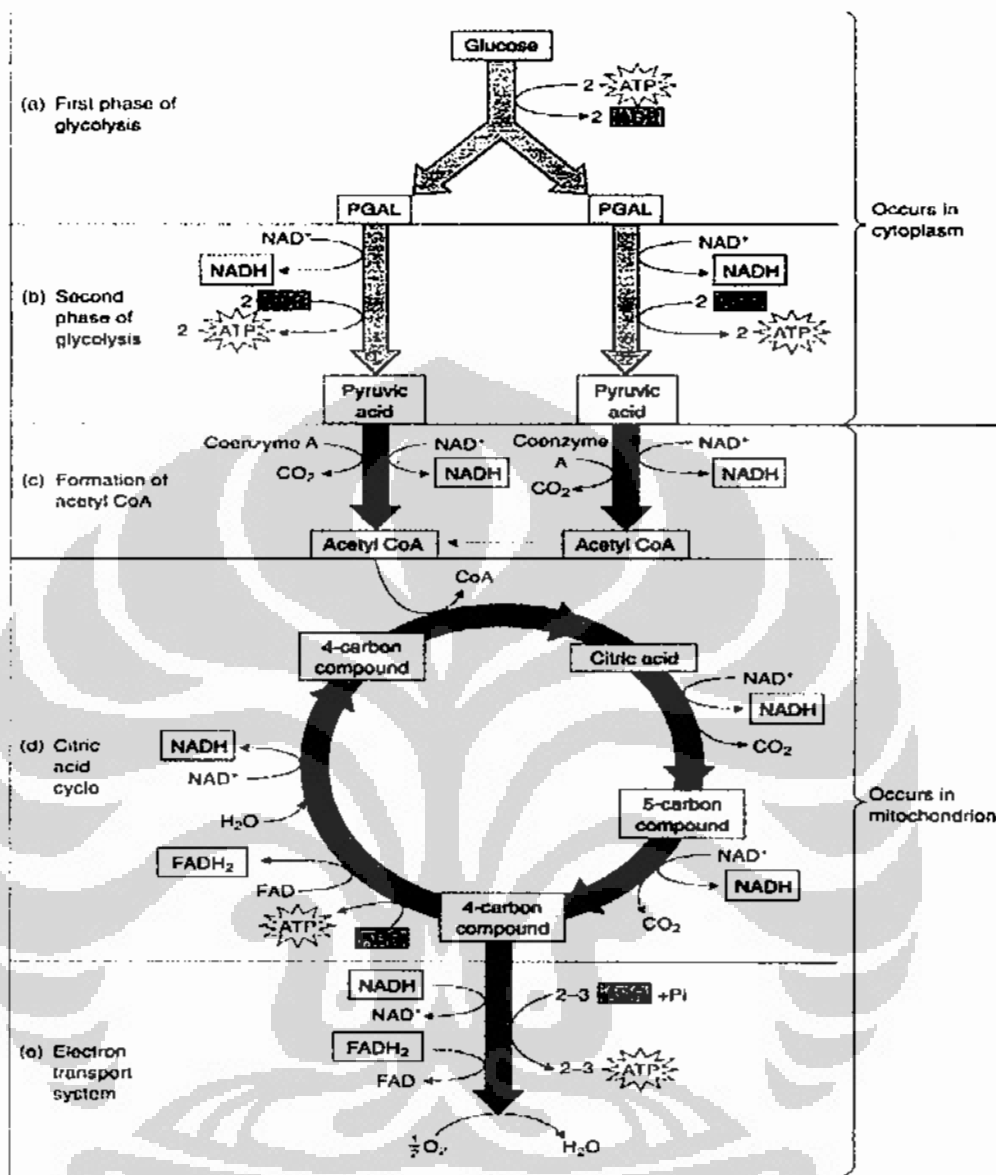 Glucose
2 ATP
2
(a) First phase of
glycolysis
PGAL
PGAL
Occurs in
cytoplasm
NAD⁺
NADH
2
2 ATP
NAD⁺
NADH
2
2 ATP
(b) Second
phase of
glycolysis
Pyruvic
acid
Pyruvic
acid
Coenzyme A
CO₂
NAD⁺
NADH
Coenzyme
A
CO₂
NAD⁺
NADH
(c) Formation of
acetyl CoA
Acetyl CoA
Acetyl CoA
CoA
4-carbon
compound
Citric acid
NAD⁺
NADH
CO₂
(d) Citric
acid
cyclo
NADH
NAD⁺
H₂O
5-carbon
compound
Occurs in
mitochondrion
FADH₂
FAD
ATP
NAD⁺
NADH
CO₂
4-carbon
compound
NADH
NAD⁺
2–3 +Pi
FADH₂
FAD
2–3 ATP
(e) Electron
transport
system
½O₂
H₂O